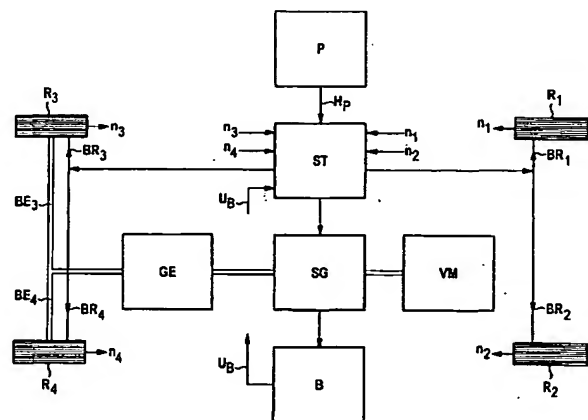 P
H_P
R_3
n_3
BR_3
n_3
n_4
ST
n_1
n_2
R_1
n_1
BR_1
U_B
BE_3
GE
SG
VM
BE_4
BR_4
BR_2
R_4
n_4
U_B
B
n_2
R_2